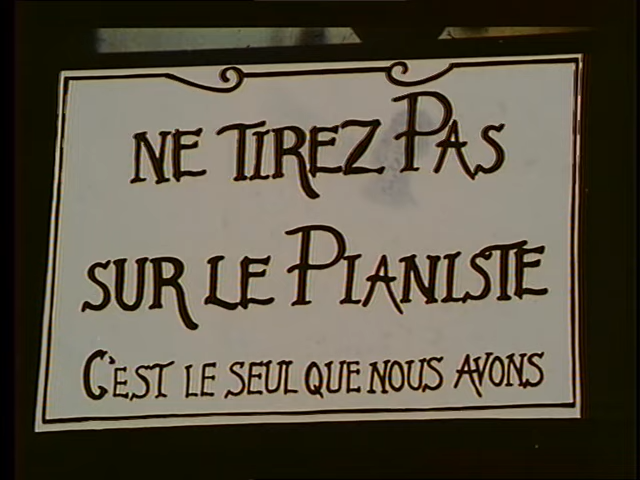 NE TIREZ PAS
SUR LE PIANISTE
C'EST LE SEUL QUE NOUS AVONS